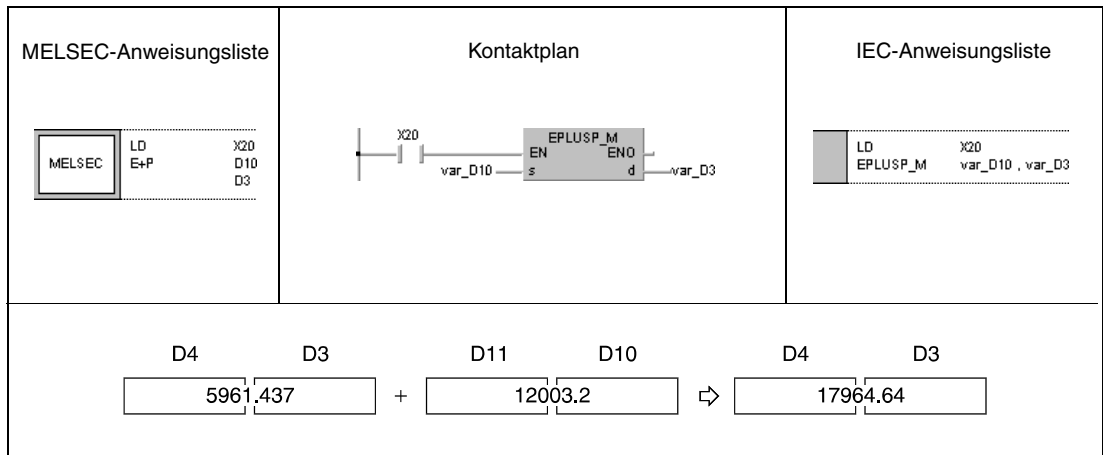 MELSEC-Anweisungsliste
MELSEC
LD X20
E+P D10
D3
Kontaktplan
X20
EPLUSP_M
EN ENO
var_D10 s d var_D3
IEC-Anweisungsliste
LD X20
EPLUSP_M var_D10 , var_D3
D4 D3 D11 D10 D4 D3
5961.437 + 12003.2 ⇨ 17964.64